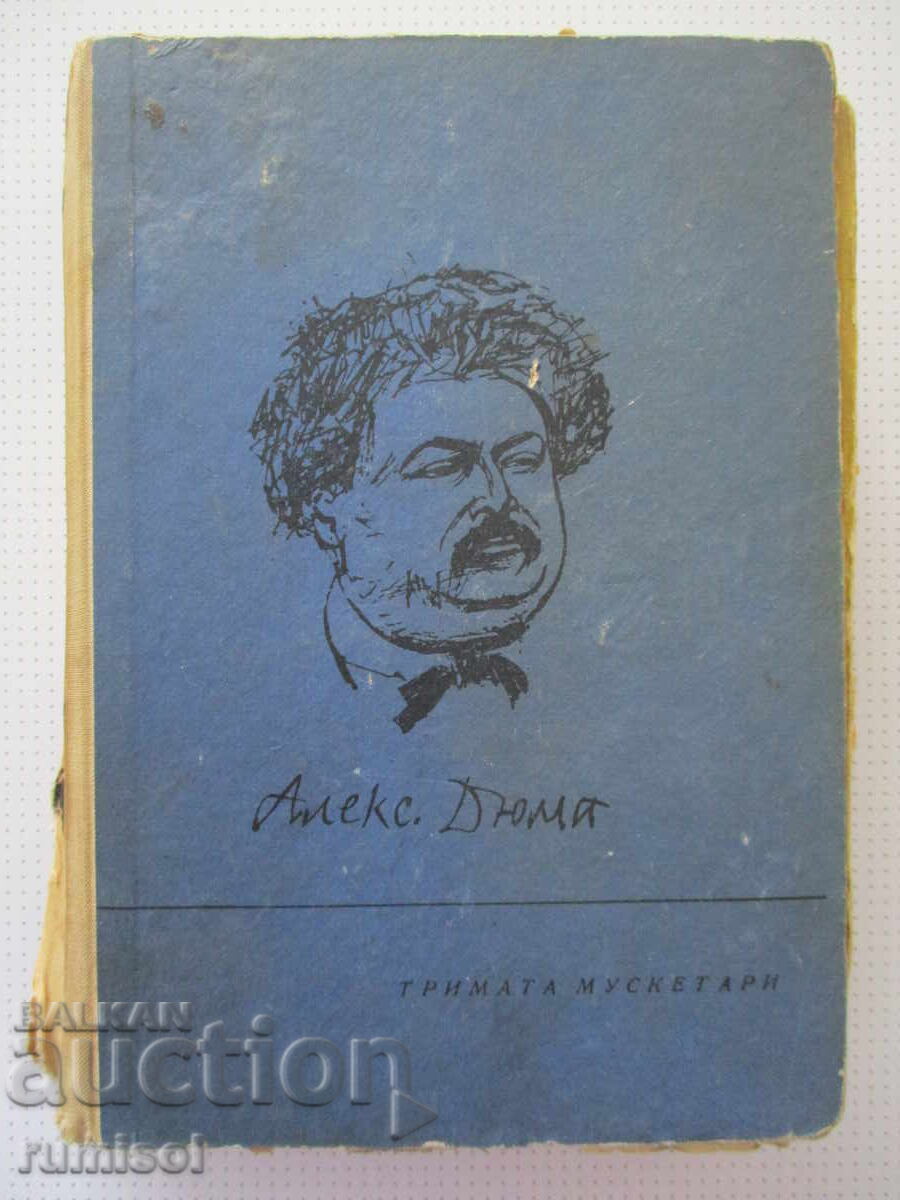 Алекс. Дюма
ТРИМАТА МУСКЕТАРИ
BALKAN
auction
rumisol